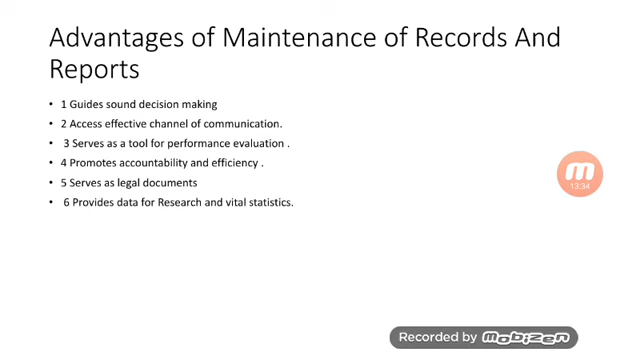 Advantages of Maintenance of Records And
Reports
• 1 Guides sound decision making
• 2 Access effective channel of communication.
• 3 Serves as a tool for performance evaluation .
• 4 Promotes accountability and efficiency .
• 5 Serves as legal documents
• 6 Provides data for Research and vital statistics.
13:34
Recorded by mobizen